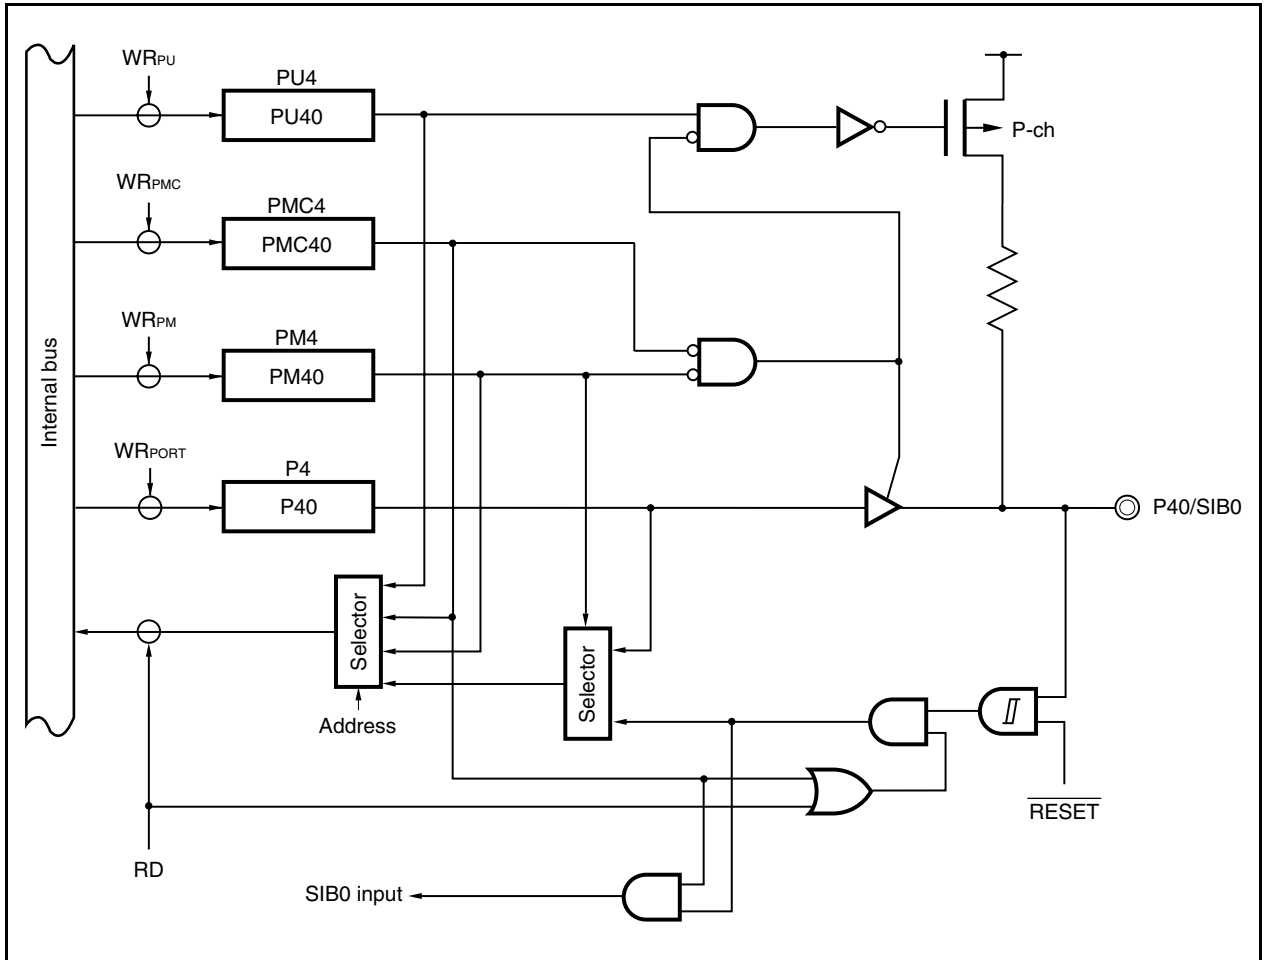 WRPU
PU4
PU40
P-ch
WRPMC
PMC4
PMC40
WRPM
PM4
PM40
Internal bus
WRPORT
P4
P40
P40/SIB0
Selector
Selector
Address
RESET
RD
SIB0 input